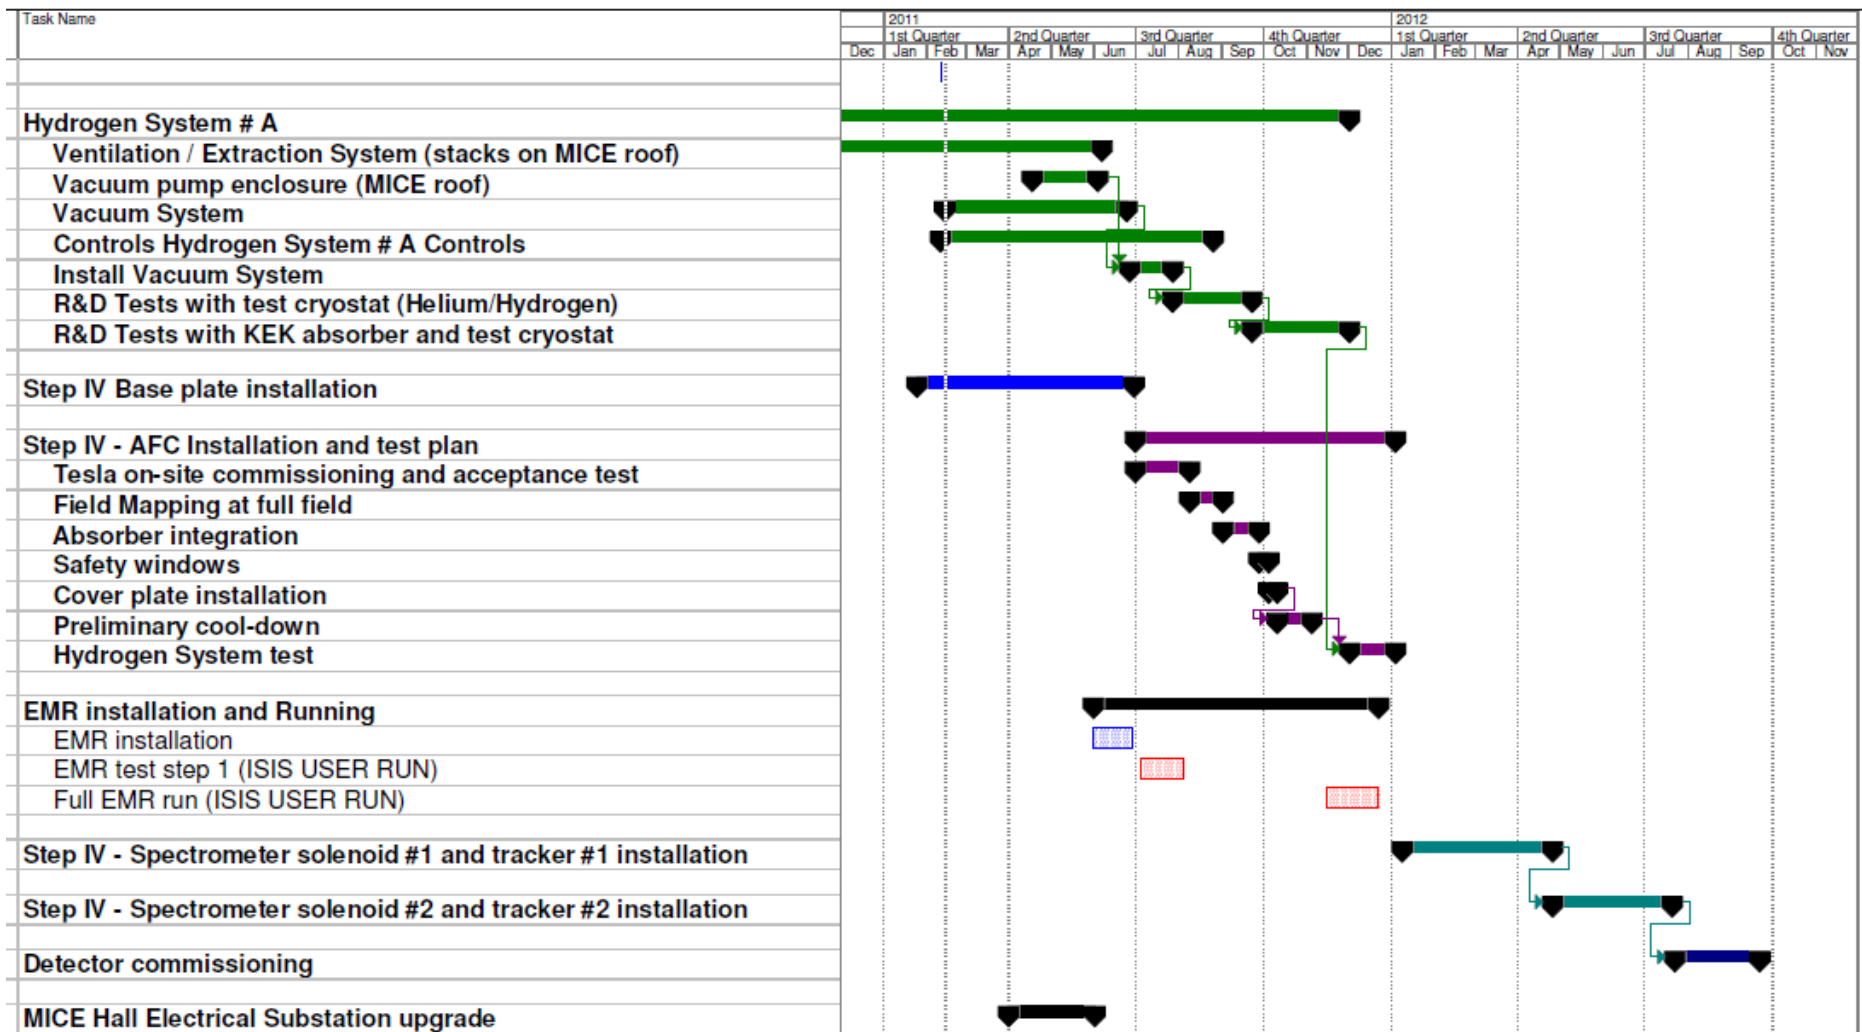 Task Name
2011 2012
1st Quarter 2nd Quarter 3rd Quarter 4th Quarter 1st Quarter 2nd Quarter 3rd Quarter 4th Quarter
Dec Jan Feb Mar Apr May Jun Jul Aug Sep Oct Nov Dec Jan Feb Mar Apr May Jun Jul Aug Sep Oct Nov
Hydrogen System # A
Ventilation / Extraction System (stacks on MICE roof)
Vacuum pump enclosure (MICE roof)
Vacuum System
Controls Hydrogen System # A Controls
Install Vacuum System
R&D Tests with test cryostat (Helium/Hydrogen)
R&D Tests with KEK absorber and test cryostat
Step IV Base plate installation
Step IV - AFC Installation and test plan
Tesla on-site commissioning and acceptance test
Field Mapping at full field
Absorber integration
Safety windows
Cover plate installation
Preliminary cool-down
Hydrogen System test
EMR installation and Running
EMR installation
EMR test step 1 (ISIS USER RUN)
Full EMR run (ISIS USER RUN)
Step IV - Spectrometer solenoid #1 and tracker #1 installation
Step IV - Spectrometer solenoid #2 and tracker #2 installation
Detector commissioning
MICE Hall Electrical Substation upgrade